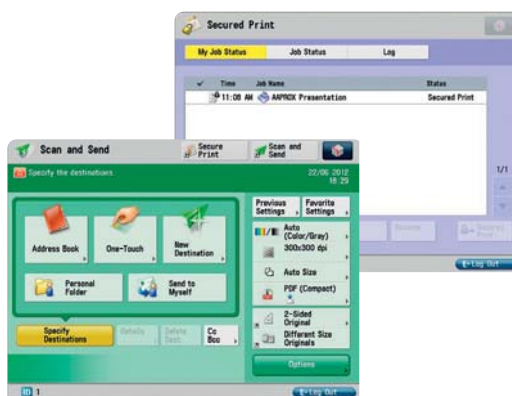 Secured Print
My Job Status
Job Status
Log
Time
Job Name
Status
11:08 AM
AAPROX Presentation
Secured Print
1/1
Log Out
Scan and Send
Secure
Print
Scan and
Send
Specify the destinations
22/06 2012
18 29
Address Book
One-Touch
New
Destination
Personal
Folder
Send to
Myself
Specify
Destinations
Details
Delete
Dest.
Cc
Bcc
Previous
Settings
Favorite
Settings
Auto
(Color/Gray)
300x300 dpi
Auto Size
PDF (Compact)
2-Sided
Original
Different Size
Originals
Options
ID 1
Log Out